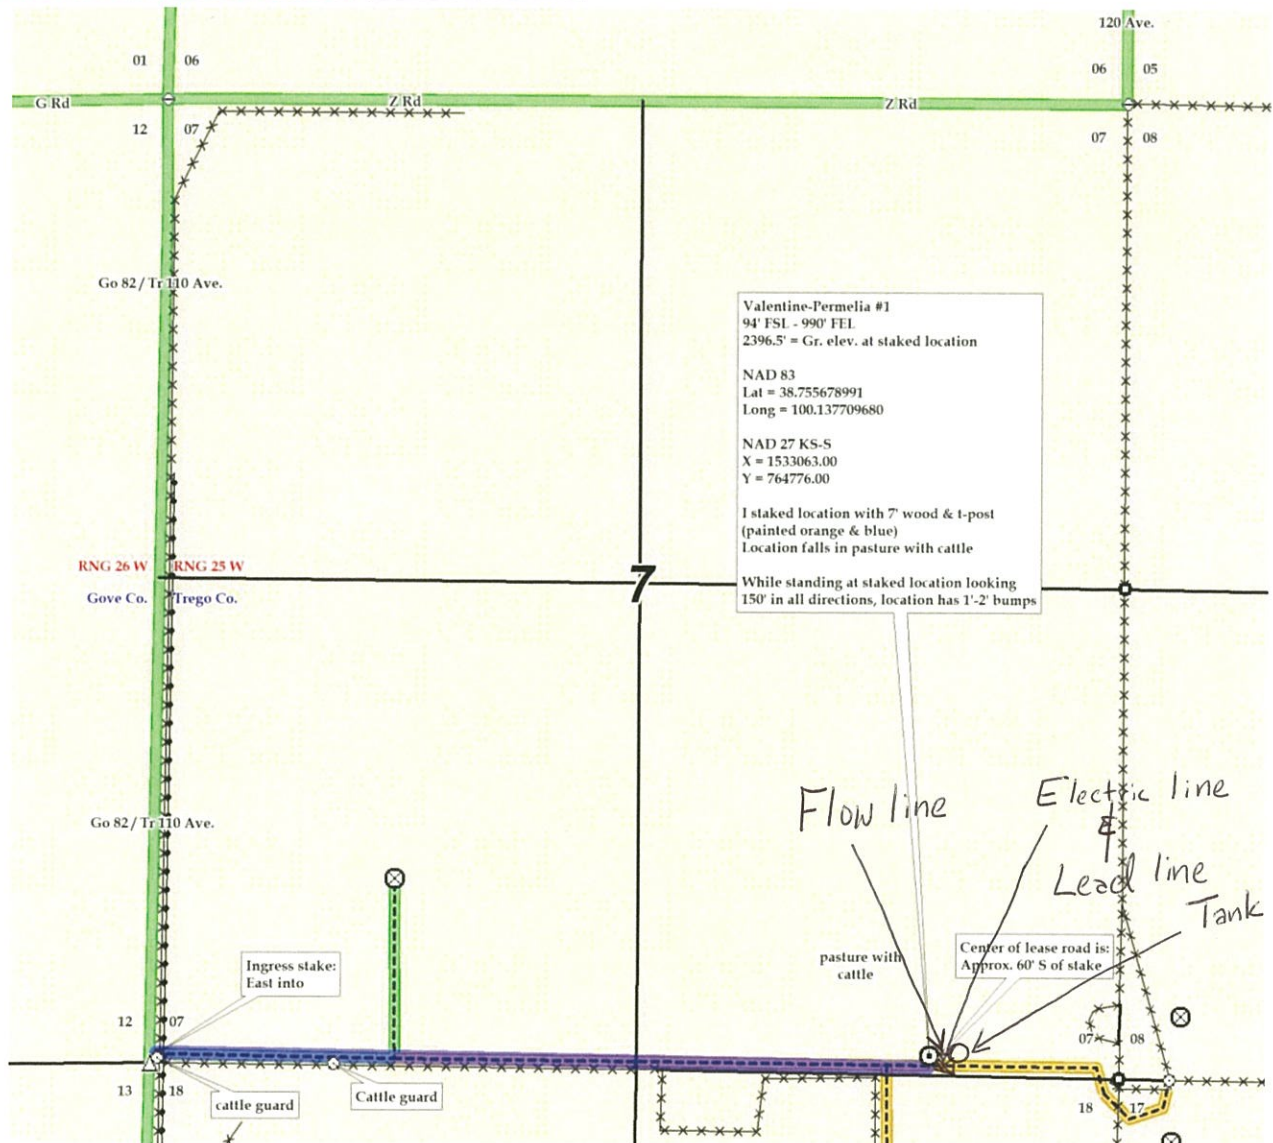 120 Ave.
01 06
06 05
G Rd
Z Rd
Z Rd
12 07
07 08
Go 82 / Tr 110 Ave.
Valentine-Permelia #1
94' FSL - 990' FEL
2396.5' = Gr. elev. at staked location
NAD 83
Lat = 38.755678991
Long = 100.137709680
NAD 27 KS-S
X = 1533063.00
Y = 764776.00
I staked location with 7' wood & t-post
(painted orange & blue)
Location falls in pasture with cattle
While standing at staked location looking
150' in all directions, location has 1'-2' bumps
RNG 26 W RNG 25 W
7
Gove Co. Trego Co.
Flow line
Electric line
&
Lead line
Tank
Go 82 / Tr 110 Ave.
pasture with
cattle
Center of lease road is:
Approx. 60' S of stake
Ingress stake:
East into
12 07
07 08
13 18
cattle guard
Cattle guard
18 17